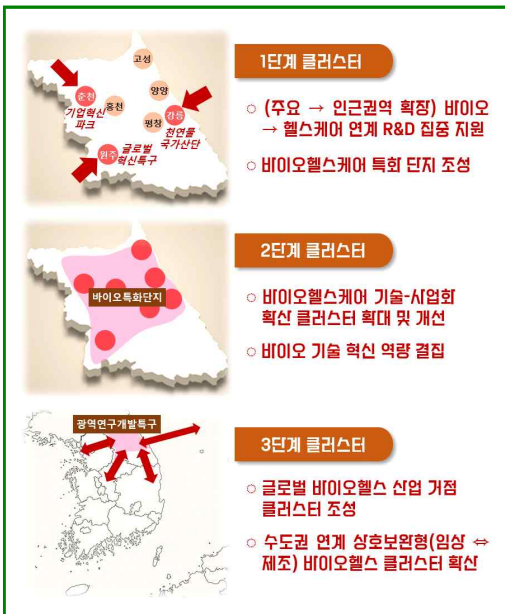 고성
양양
춘천
홍천
강릉
평창
기업혁신
파크
천연물
국가산단
원주
글로벌
혁신특구
1단계 클러스터
○ (주요 → 인근권역 확장) 바이오
→ 헬스케어 연계 R&D 집중 지원
○ 바이오헬스케어 특화 단지 조성
바이오특화단지
2단계 클러스터
○ 바이오헬스케어 기술-사업화
확산 클러스터 확대 및 개선
○ 바이오 기술 혁신 역량 결집
광역연구개발특구
3단계 클러스터
○ 글로벌 바이오헬스 산업 거점
클러스터 조성
○ 수도권 연계 상호보완형(임상 ⇔
제조) 바이오헬스 클러스터 확산